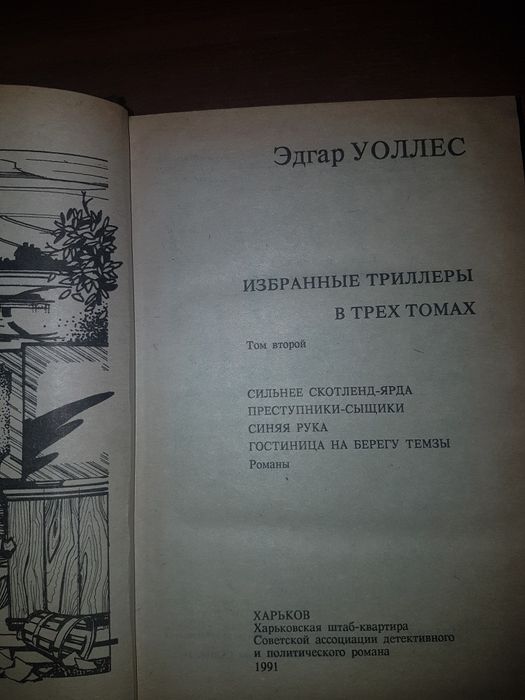 Эдгар УОЛЛЕС
ИЗБРАННЫЕ ТРИЛЛЕРЫ
В ТРЕХ ТОМАХ
Том второй
СИЛЬНЕЕ СКОТЛЕНД-ЯРДА
ПРЕСТУПНИКИ-СЫЩИКИ
СИНЯЯ РУКА
ГОСТИНИЦА НА БЕРЕГУ ТЕМЗЫ
Романы
ХАРЬКОВ
Харьковская штаб-квартира
Советской ассоциации детективного
и политического романа
1991